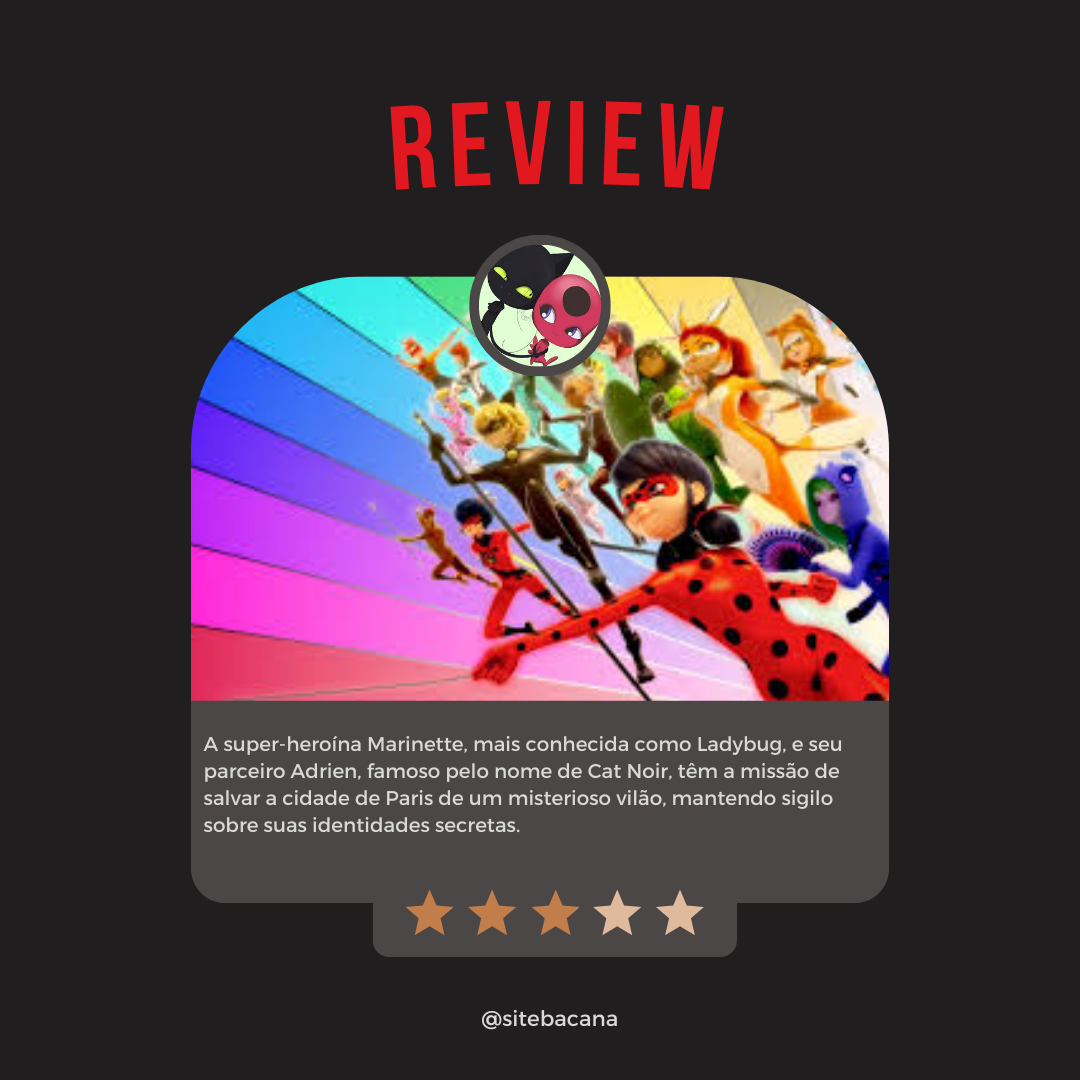 REVIEW
A super-heroína Marinette, mais conhecida como Ladybug, e seu
parceiro Adrien, famoso pelo nome de Cat Noir, têm a missão de
salvar a cidade de Paris de um misterioso vilão, mantendo sigilo
sobre suas identidades secretas.
@sitebacana